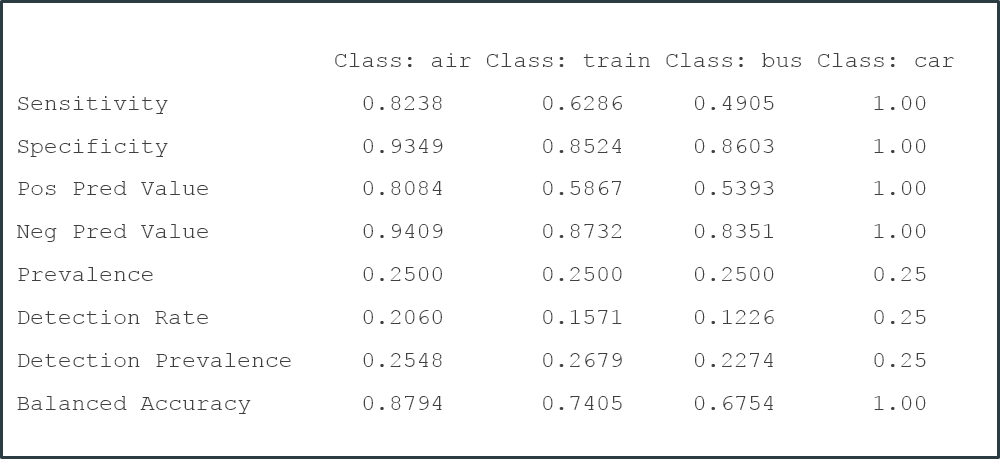 Class: air Class: train Class: bus Class: car
Sensitivity 0.8238 0.6286 0.4905 1.00
Specificity 0.9349 0.8524 0.8603 1.00
Pos Pred Value 0.8084 0.5867 0.5393 1.00
Neg Pred Value 0.9409 0.8732 0.8351 1.00
Prevalence 0.2500 0.2500 0.2500 0.25
Detection Rate 0.2060 0.1571 0.1226 0.25
Detection Prevalence 0.2548 0.2679 0.2274 0.25
Balanced Accuracy 0.8794 0.7405 0.6754 1.00